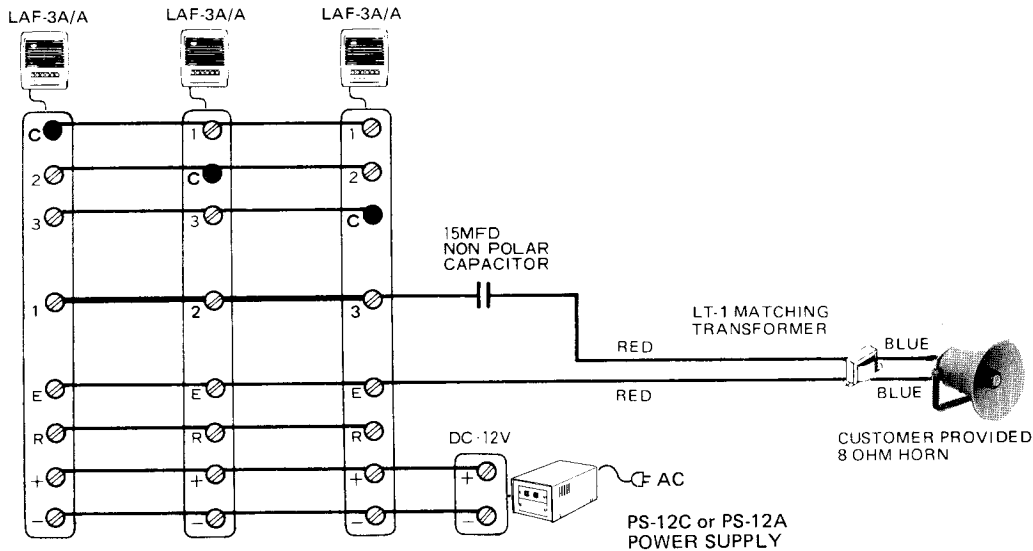 LAF-3A/A LAF-3A/A LAF-3A/A
C 1 1
2 C 2
3 3 C
15MFD
NON POLAR
CAPACITOR
1 2 3
LT-1 MATCHING
TRANSFORMER
RED BLUE
E E E
RED BLUE
R R R
DC-12V
CUSTOMER PROVIDED
8 OHM HORN
+ + + +
AC
- - - -
PS-12C or PS-12A
POWER SUPPLY